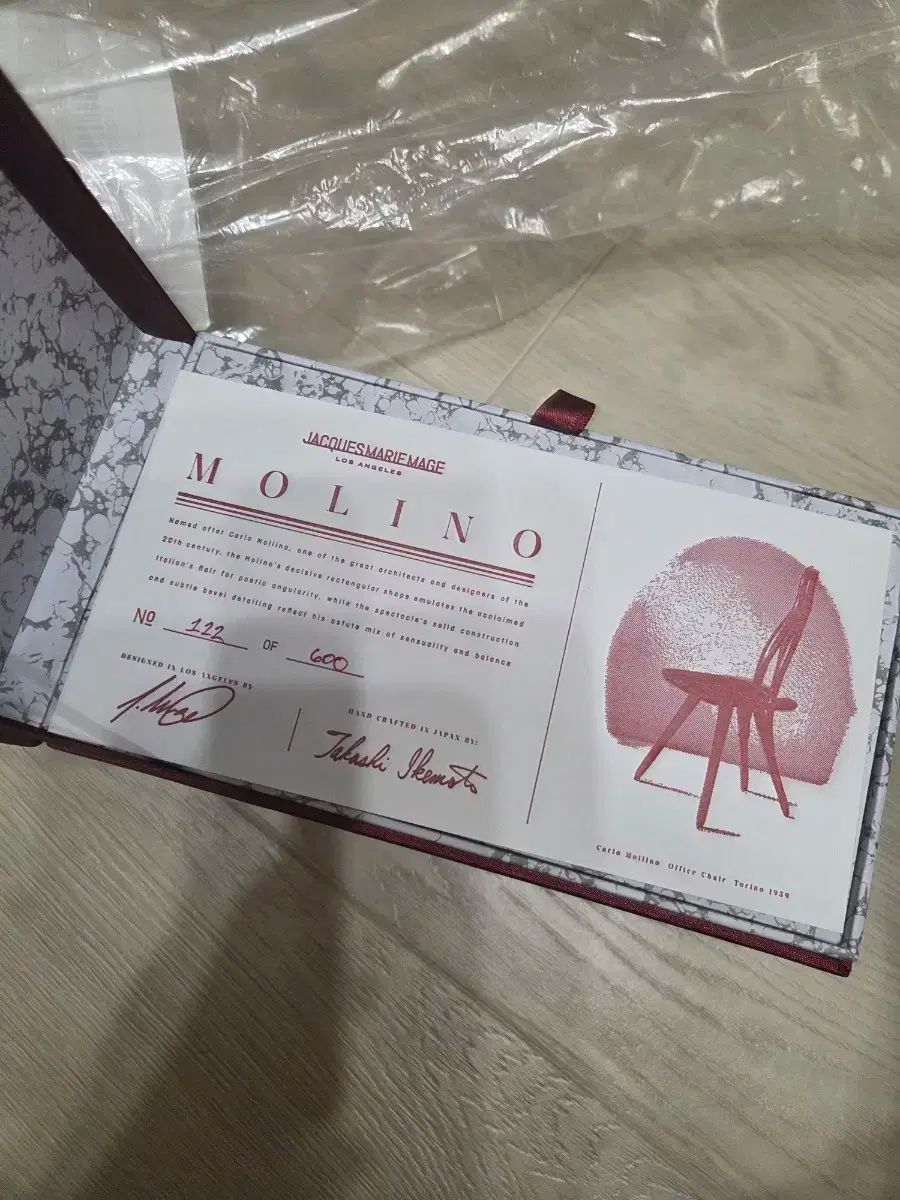 JACQUES MARIE MAGE
LOS ANGELES
MOLINO
Named after Carlo Mollino, one of the great architects and designers of the
20th century, the Molino's decisive rectangular shape emulates the acclaimed
Italian's flair for poetic angularity, while the spectacle's solid construction
and subtle bevel detailing reflect his astute mix of sensuality and balance
Nº 122 OF 600
DESIGNED IN LOS ANGELES BY:
HAND CRAFTED IN JAPAN BY:
Takashi Ikemoto
Carlo Mollino Office Chair Torino 1959